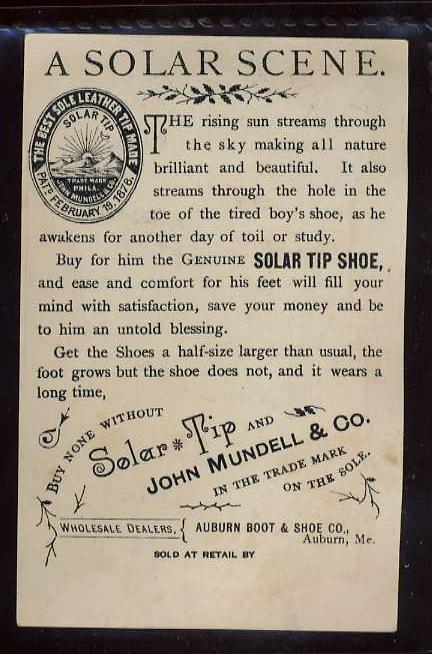 A SOLAR SCENE.
THE BEST SOLE LEATHER TIP MADE
SOLAR TIP
TRADE MARK
PHILA.
JOHN MUNDELL & CO.
PAT'D FEBRUARY 19, 1878.
THE rising sun streams through
the sky making all nature
brilliant and beautiful. It also
streams through the hole in the
toe of the tired boy's shoe, as he
awakens for another day of toil or study.
Buy for him the GENUINE SOLAR TIP SHOE,
and ease and comfort for his feet will fill your
mind with satisfaction, save your money and be
to him an untold blessing.
Get the Shoes a half-size larger than usual, the
foot grows but the shoe does not, and it wears a
long time,
BUY NONE WITHOUT
Solar * Tip AND
JOHN MUNDELL & CO.
IN THE TRADE MARK
ON THE SOLE.
WHOLESALE DEALERS, { AUBURN BOOT & SHOE CO.,
Auburn, Me.
SOLD AT RETAIL BY